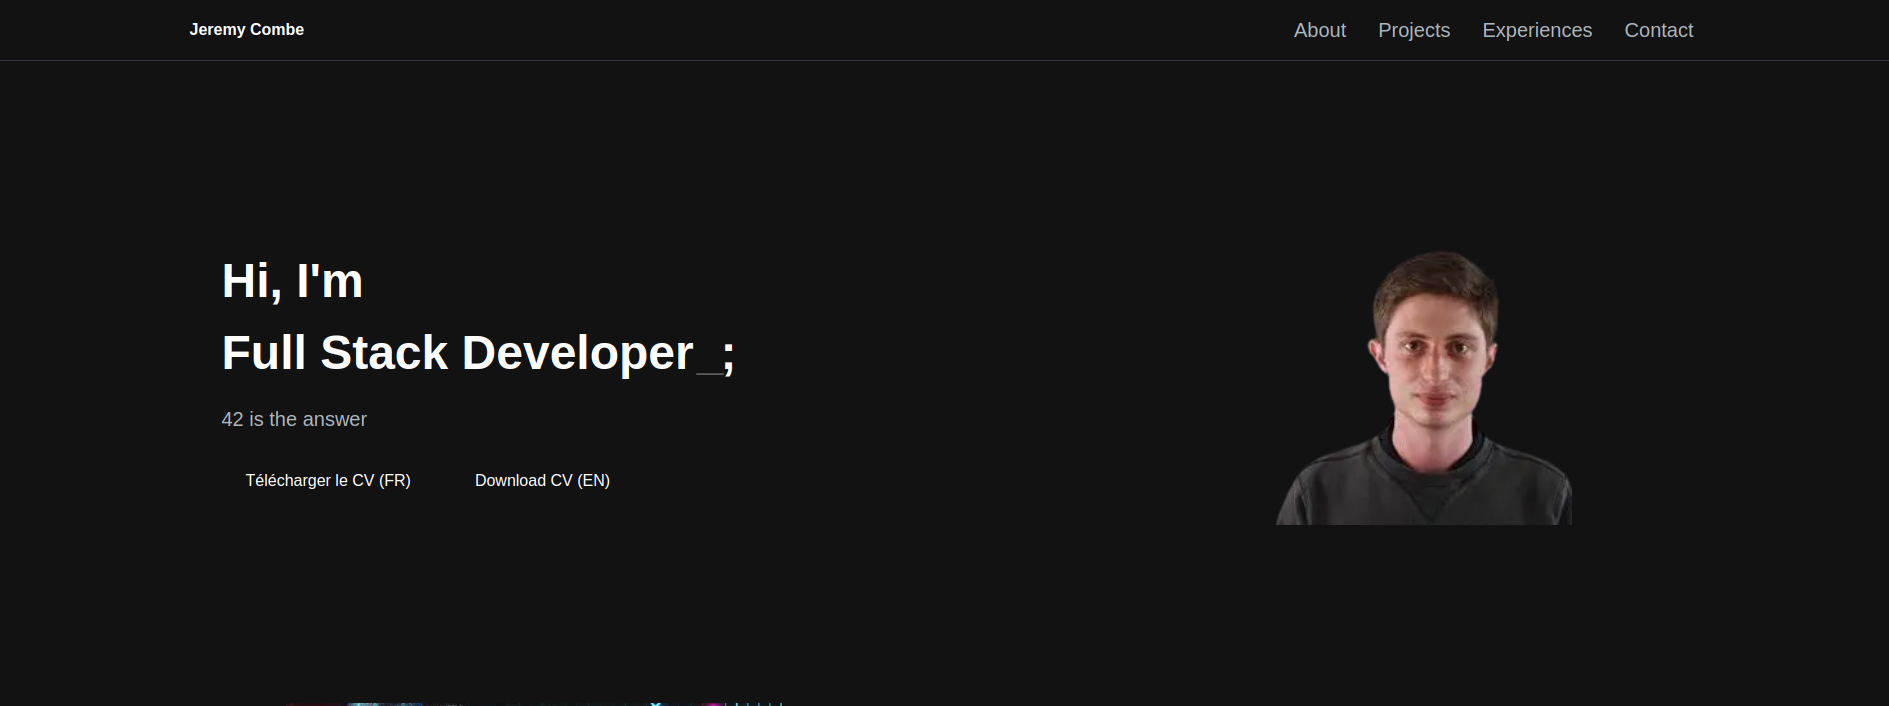 Jeremy Combe
About Projects Experiences Contact
Hi, I'm
Full Stack Developer_;
42 is the answer
Télécharger le CV (FR) Download CV (EN)